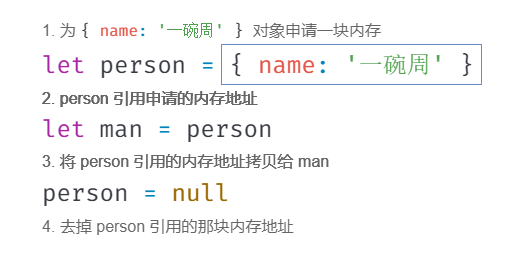 1. 为 { name: '一碗周' } 对象申请一块内存
let person = { name: '一碗周' }
2. person 引用申请的内存地址
let man = person
3. 将 person 引用的内存地址拷贝给 man
person = null
4. 去掉 person 引用的那块内存地址